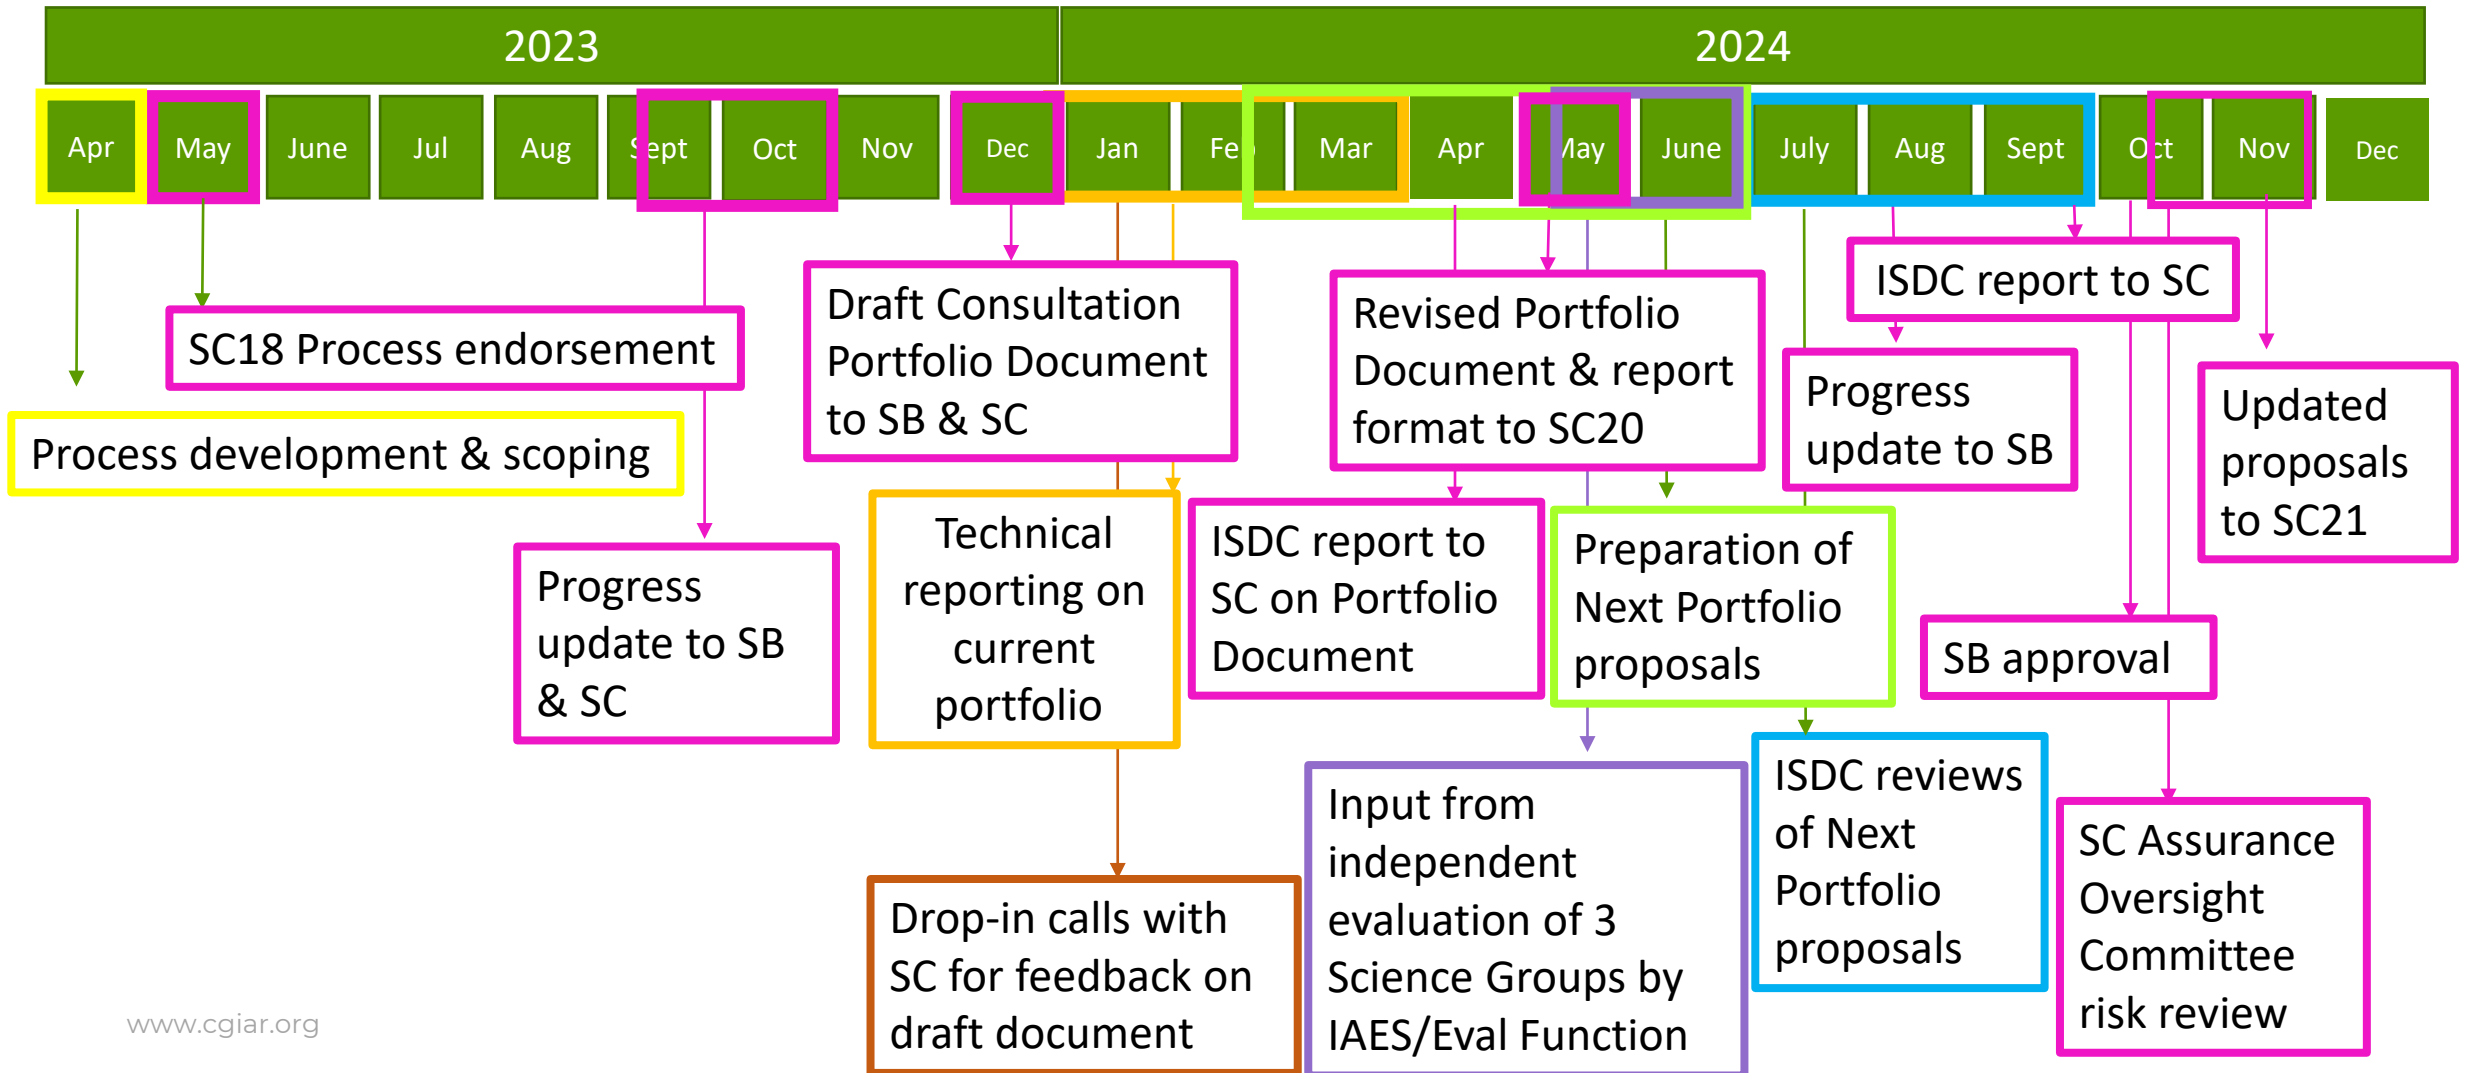 2023
2024
Apr
May
June
Jul
Aug
Sept
Oct
Nov
Dec
Jan
Feb
Mar
Apr
May
June
July
Aug
Sept
Oct
Nov
Dec
SC18 Process endorsement
Process development & scoping
Progress
update to SB
& SC
Draft Consultation
Portfolio Document
to SB & SC
Technical
reporting on
current
portfolio
Drop-in calls with
SC for feedback on
draft document
Revised Portfolio
Document & report
format to SC20
ISDC report to
SC on Portfolio
Document
Preparation of
Next Portfolio
proposals
Input from
independent
evaluation of 3
Science Groups by
IAES/Eval Function
ISDC report to SC
Progress
update to SB
ISDC reviews
of Next
Portfolio
proposals
SB approval
SC Assurance
Oversight
Committee
risk review
Updated
proposals
to SC21
www.cgiar.org